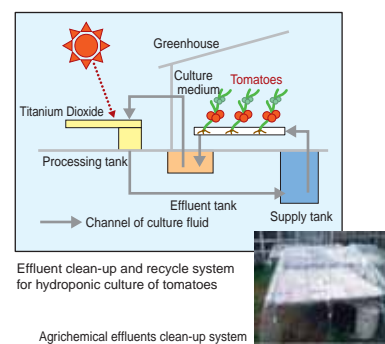 Greenhouse
Culture
medium
Tomatoes
Titanium Dioxide
Processing tank
Effluent tank
Supply tank
Channel of culture fluid
Effluent clean-up and recycle system
for hydroponic culture of tomatoes
Agrichemical effluents clean-up system